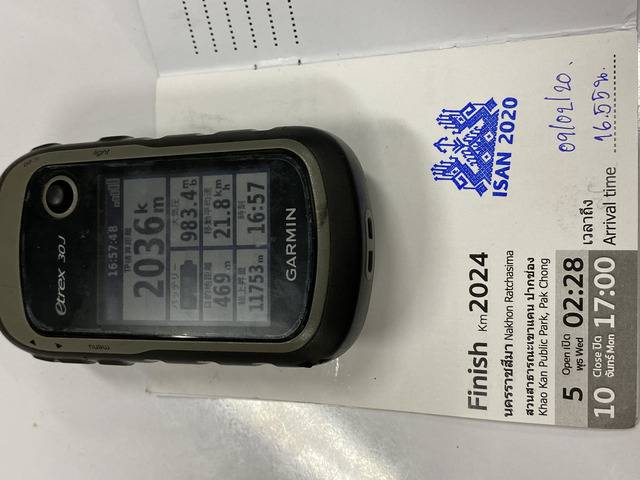 eTrex 30J
16:57:48
TP積算距離
2036 km
バッテリー 大気圧
983.4 mb
目的地距離 移動平均速
469m 21.8 km/h
総上昇量 時刻
11753m 16:57
GARMIN
Finish Km 2024
นครราชสีมา Nakhon Ratchasima
สวนสาธารณะเขาแคน ปากช่อง
Khao Kan Public Park, Pak Chong
ISAN 2020
5 Open เปิด พุธ Wed 02:28
10 Close ปิด จันทร์ Mon 17:00
09/02/20.
เวลาถึง
Arrival time 16.55น.